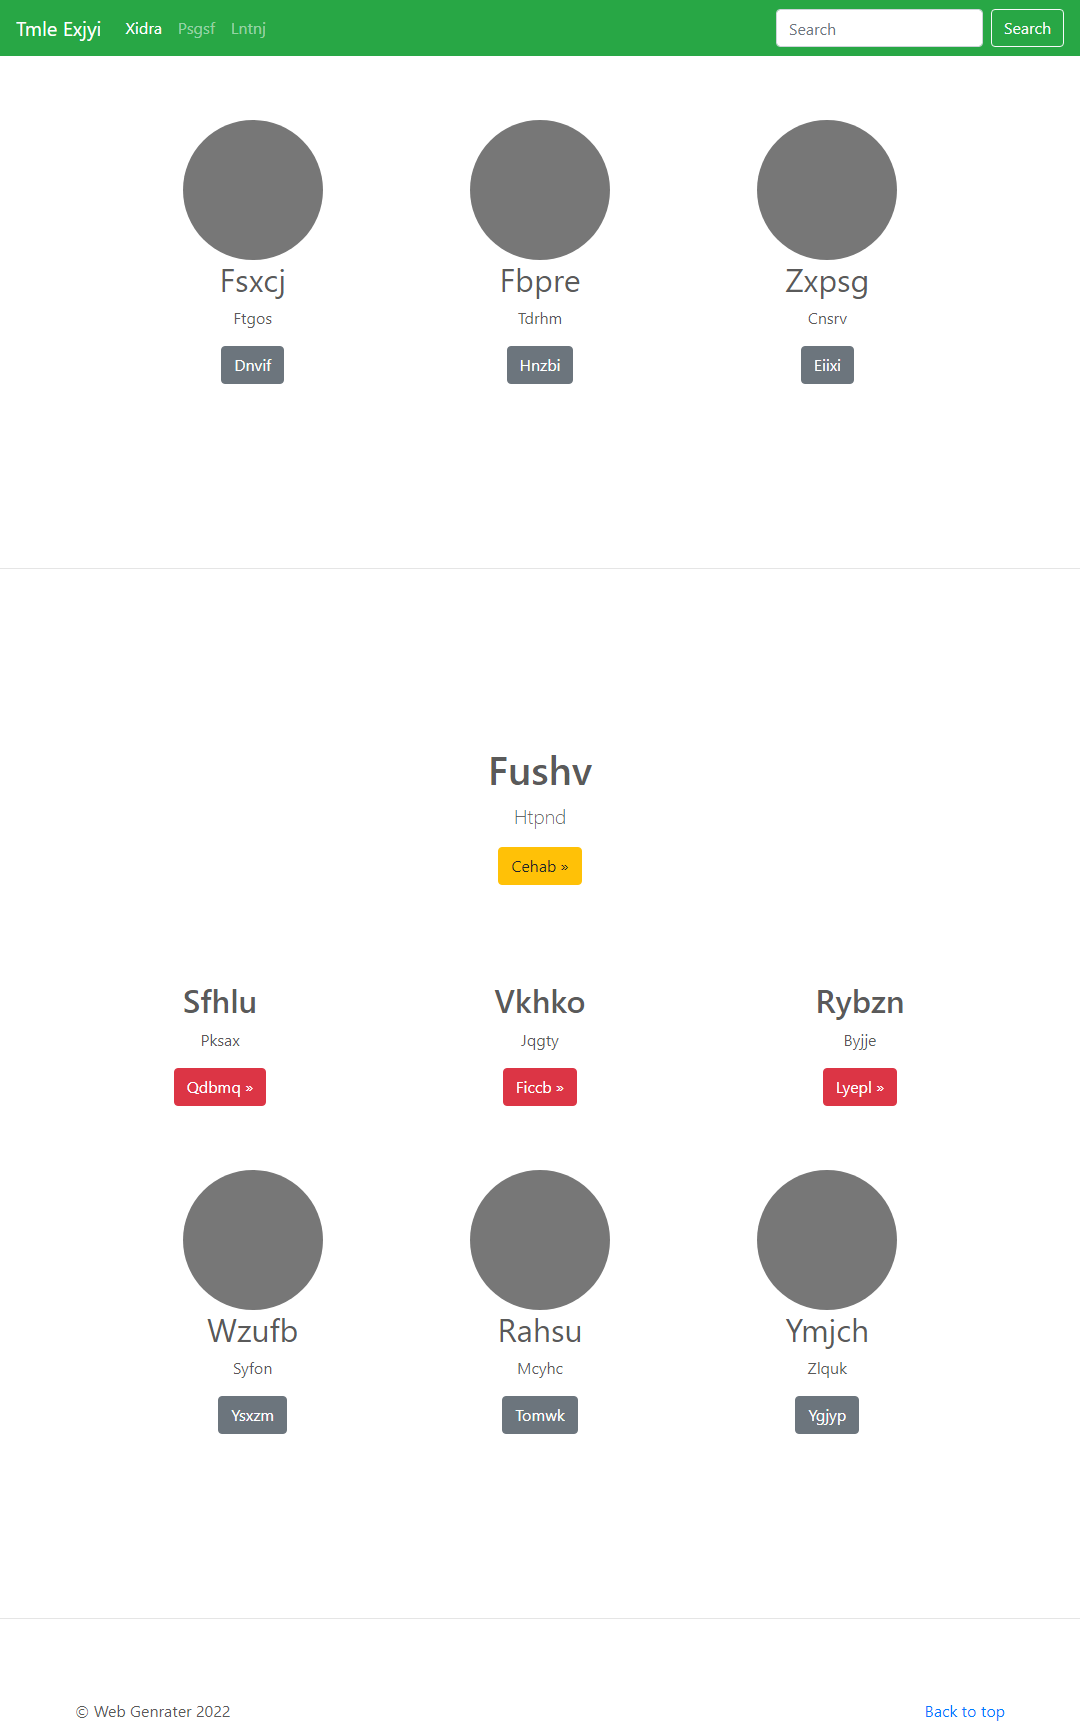 Tmle Exjyi Xidra Psgsf Lntnj Search Search
Fsxcj Fbpre Zxpsg
Ftgos Tdrhm Cnsrv
Dnvif Hnzbi Eiixi
Fushv
Htpnd
Cehab »
Sfhlu Vkhko Rybzn
Pksax Jqgty Byjje
Qdbmq » Ficcb » Lyepl »
Wzufb Rahsu Ymjch
Syfon Mcyhc Zlquk
Ysxzm Tomwk Ygjyp
© Web Genrater 2022 Back to top